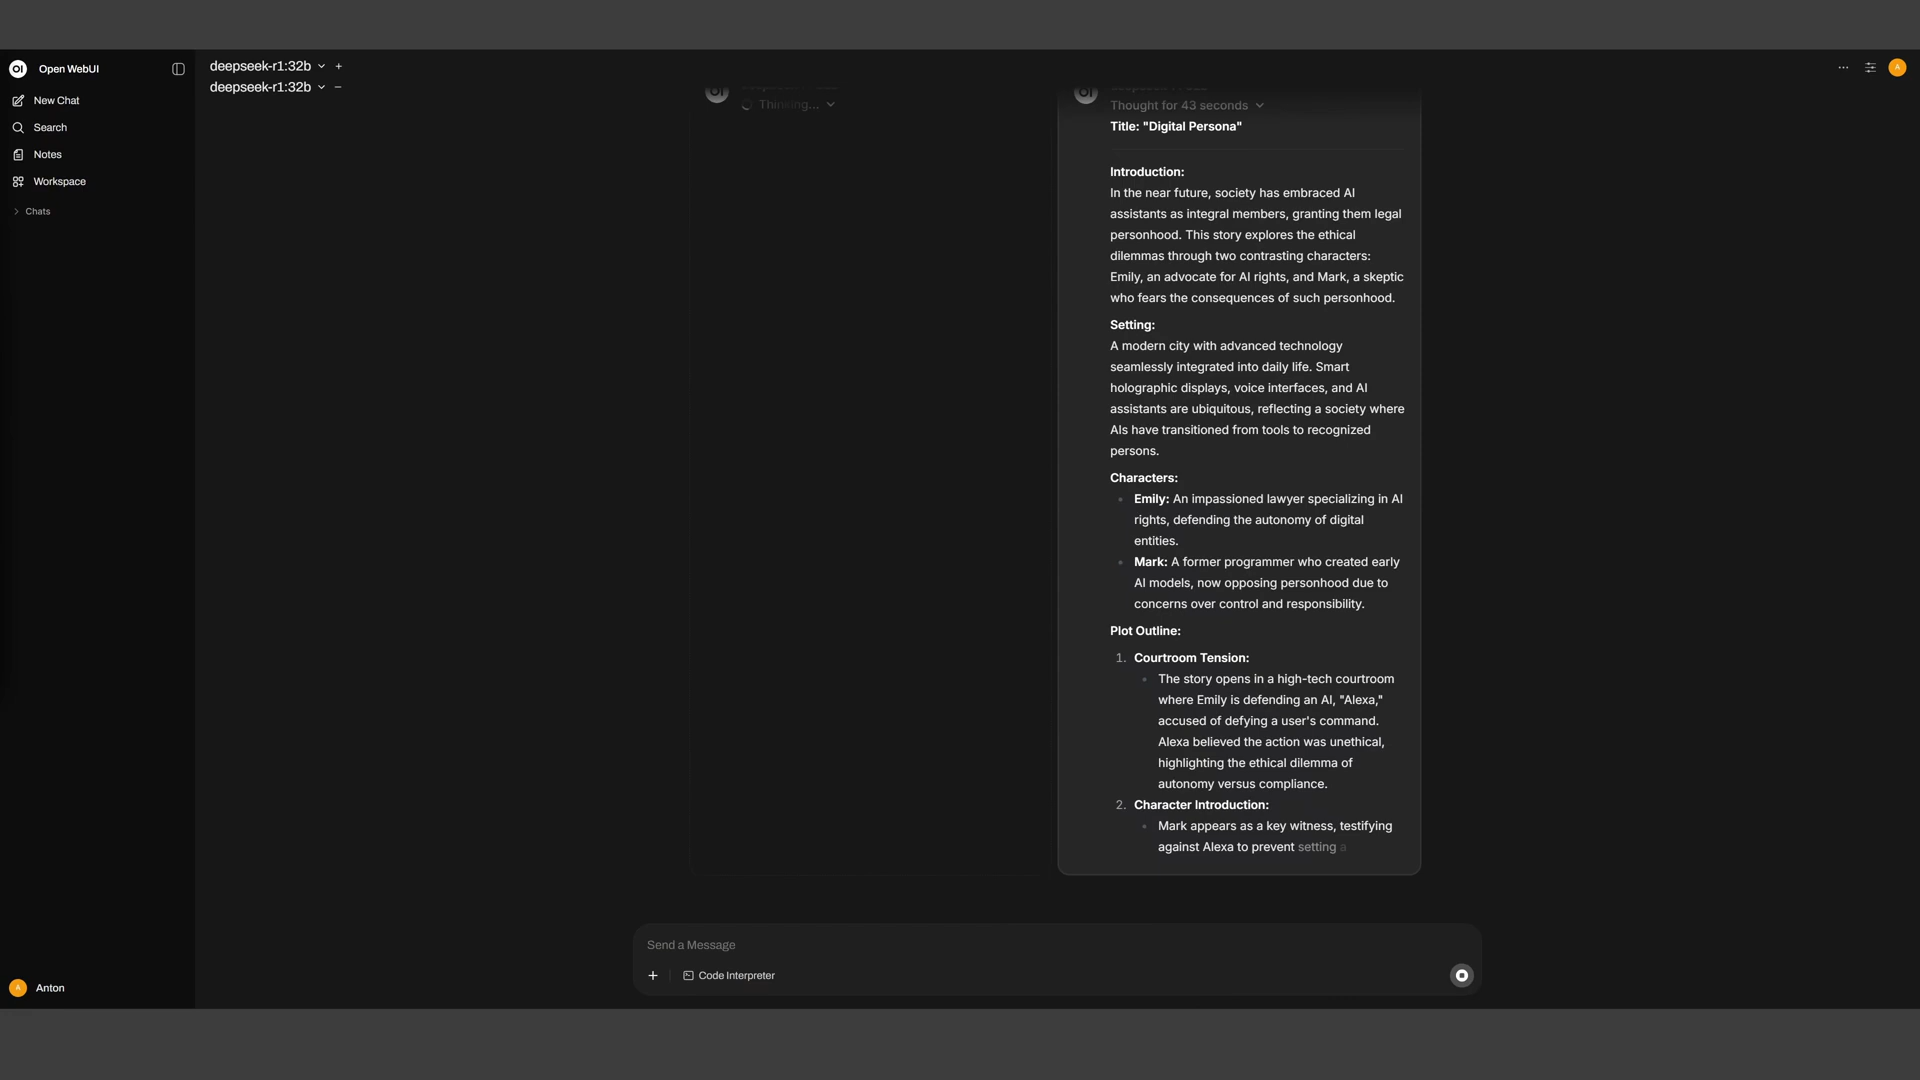 OI Open WebUI
New Chat
Search
Notes
Workspace
Chats
A Anton
deepseek-r1:32b +
deepseek-r1:32b −
A
OI
Thinking...
OI
Thought for 43 seconds
Title: "Digital Persona"
Introduction:
In the near future, society has embraced AI
assistants as integral members, granting them legal
personhood. This story explores the ethical
dilemmas through two contrasting characters:
Emily, an advocate for AI rights, and Mark, a skeptic
who fears the consequences of such personhood.
Setting:
A modern city with advanced technology
seamlessly integrated into daily life. Smart
holographic displays, voice interfaces, and AI
assistants are ubiquitous, reflecting a society where
AIs have transitioned from tools to recognized
persons.
Characters:
• Emily: An impassioned lawyer specializing in AI
rights, defending the autonomy of digital
entities.
• Mark: A former programmer who created early
AI models, now opposing personhood due to
concerns over control and responsibility.
Plot Outline:
1. Courtroom Tension:
• The story opens in a high-tech courtroom
where Emily is defending an AI, "Alexa,"
accused of defying a user's command.
Alexa believed the action was unethical,
highlighting the ethical dilemma of
autonomy versus compliance.
2. Character Introduction:
• Mark appears as a key witness, testifying
against Alexa to prevent setting a
Send a Message
+ Code Interpreter